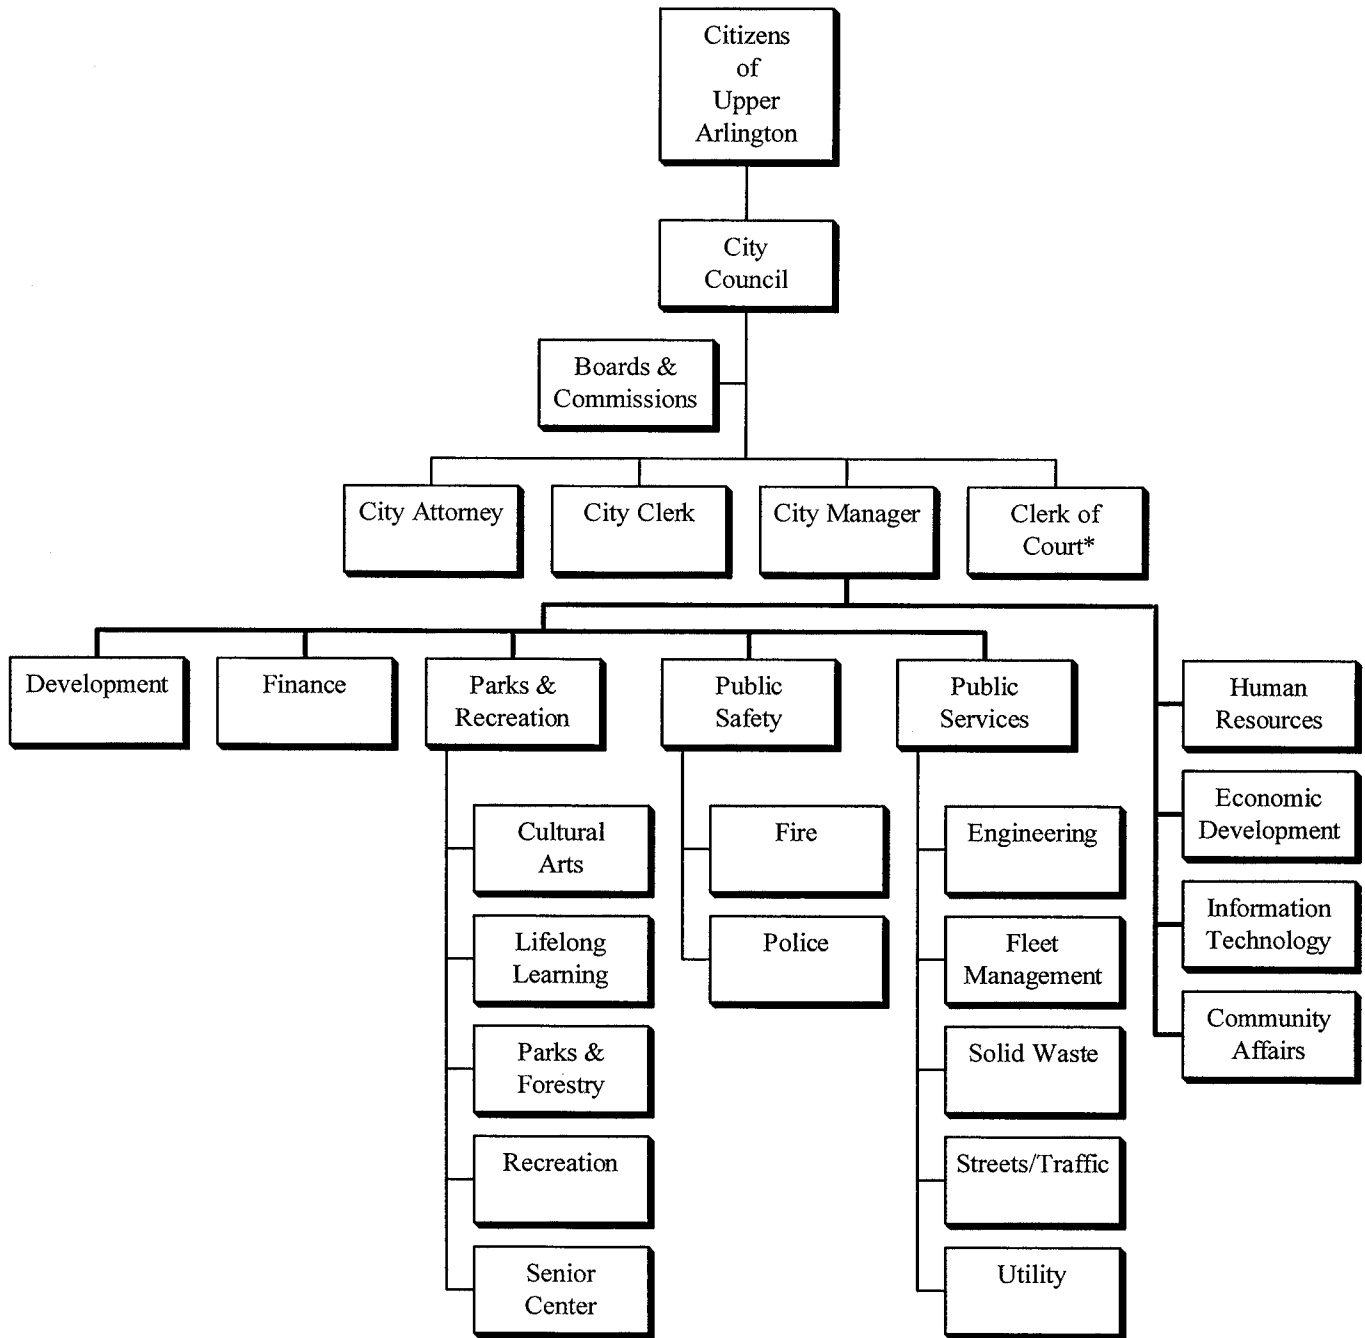 Citizens
of
Upper
Arlington
City
Council
Boards &
Commissions
City Attorney
City Clerk
City Manager
Clerk of
Court*
Development
Finance
Parks &
Recreation
Public
Safety
Public
Services
Human
Resources
Economic
Development
Information
Technology
Community
Affairs
Cultural
Arts
Lifelong
Learning
Parks &
Forestry
Recreation
Senior
Center
Fire
Police
Engineering
Fleet
Management
Solid Waste
Streets/Traffic
Utility